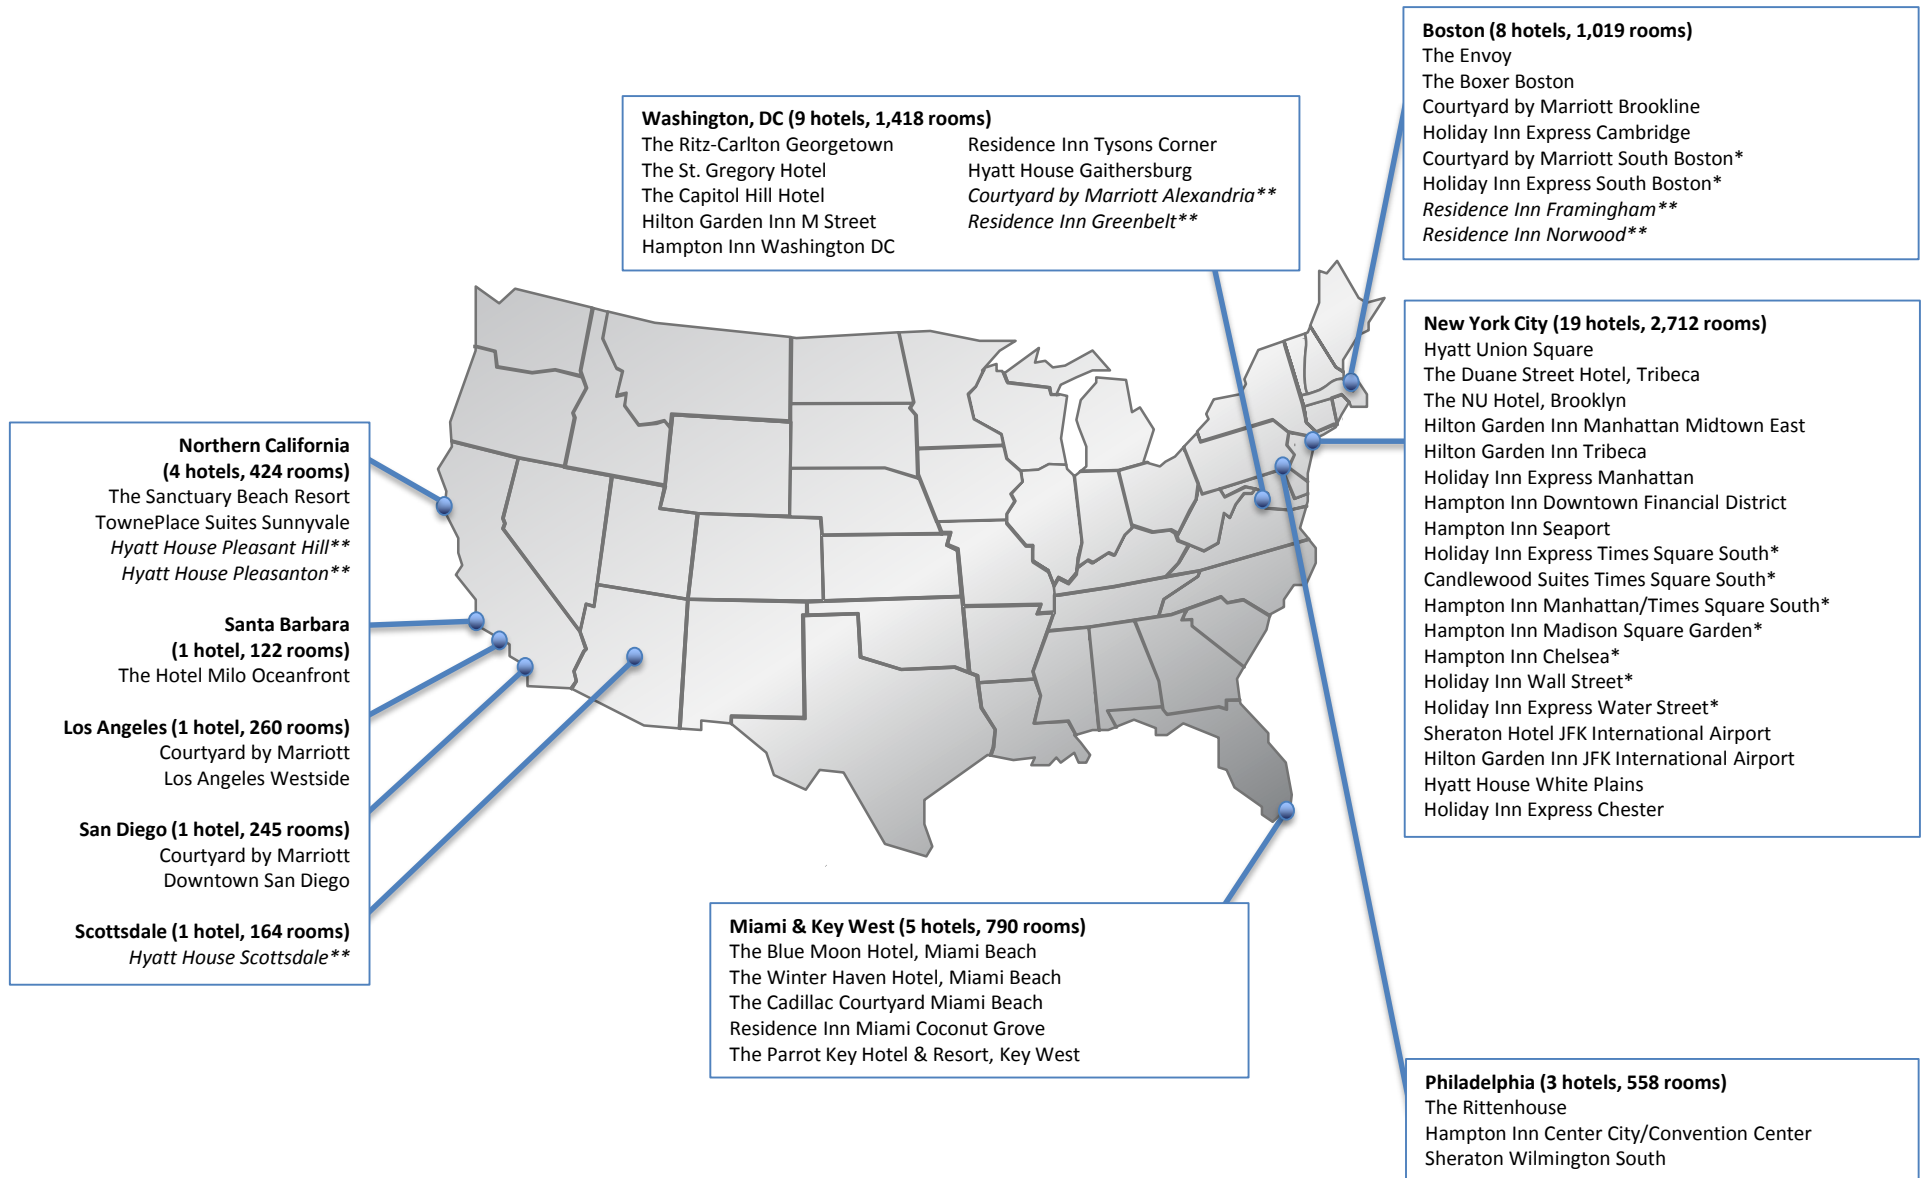 Boston (8 hotels, 1,019 rooms)
The Envoy
The Boxer Boston
Courtyard by Marriott Brookline
Holiday Inn Express Cambridge
Courtyard by Marriott South Boston*
Holiday Inn Express South Boston*
Residence Inn Framingham**
Residence Inn Norwood**
Washington, DC (9 hotels, 1,418 rooms)
The Ritz-Carlton Georgetown
The St. Gregory Hotel
The Capitol Hill Hotel
Hilton Garden Inn M Street
Hampton Inn Washington DC
Residence Inn Tysons Corner
Hyatt House Gaithersburg
Courtyard by Marriott Alexandria**
Residence Inn Greenbelt**
New York City (19 hotels, 2,712 rooms)
Hyatt Union Square
The Duane Street Hotel, Tribeca
The NU Hotel, Brooklyn
Hilton Garden Inn Manhattan Midtown East
Hilton Garden Inn Tribeca
Holiday Inn Express Manhattan
Hampton Inn Downtown Financial District
Hampton Inn Seaport
Holiday Inn Express Times Square South*
Candlewood Suites Times Square South*
Hampton Inn Manhattan/Times Square South*
Hampton Inn Madison Square Garden*
Hampton Inn Chelsea*
Holiday Inn Wall Street*
Holiday Inn Express Water Street*
Sheraton Hotel JFK International Airport
Hilton Garden Inn JFK International Airport
Hyatt House White Plains
Holiday Inn Express Chester
Northern California
(4 hotels, 424 rooms)
The Sanctuary Beach Resort
TownePlace Suites Sunnyvale
Hyatt House Pleasant Hill**
Hyatt House Pleasanton**
Santa Barbara
(1 hotel, 122 rooms)
The Hotel Milo Oceanfront
Los Angeles (1 hotel, 260 rooms)
Courtyard by Marriott
Los Angeles Westside
San Diego (1 hotel, 245 rooms)
Courtyard by Marriott
Downtown San Diego
Scottsdale (1 hotel, 164 rooms)
Hyatt House Scottsdale**
Miami & Key West (5 hotels, 790 rooms)
The Blue Moon Hotel, Miami Beach
The Winter Haven Hotel, Miami Beach
The Cadillac Courtyard Miami Beach
Residence Inn Miami Coconut Grove
The Parrot Key Hotel & Resort, Key West
Philadelphia (3 hotels, 558 rooms)
The Rittenhouse
Hampton Inn Center City/Convention Center
Sheraton Wilmington South